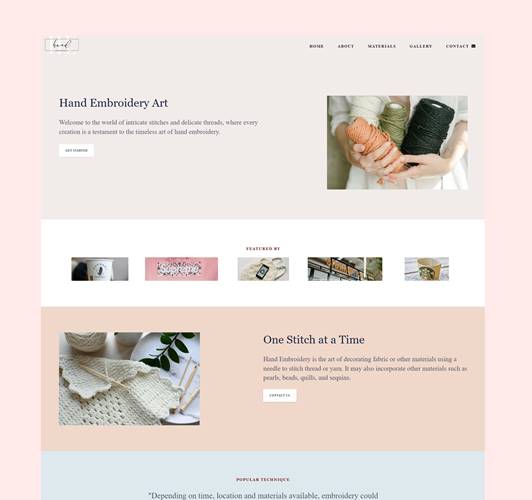 hand
HOME ABOUT MATERIALS GALLERY CONTACT
Hand Embroidery Art
Welcome to the world of intricate stitches and delicate threads, where every
creation is a testament to the timeless art of hand embroidery.
GET STARTED
FEATURED BY
Supreme
One Stitch at a Time
Hand Embroidery is the art of decorating fabric or other materials using a
needle to stitch thread or yarn. It may also incorporate other materials such as
pearls, beads, quills, and sequins.
CONTACT US
POPULAR TECHNIQUE
"Depending on time, location and materials available, embroidery could